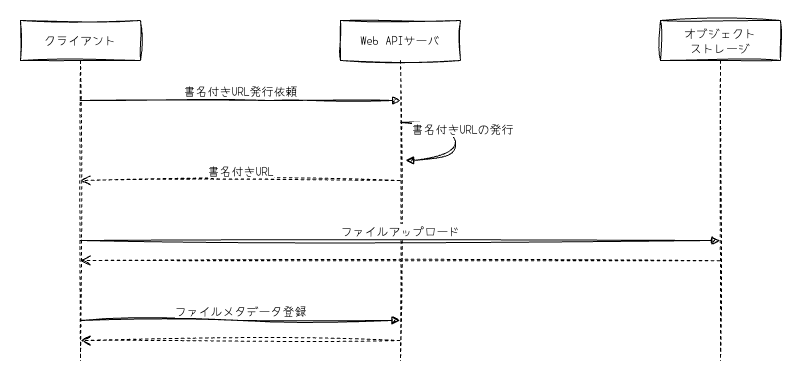 クライアント
Web APIサーバ
オブジェクト
ストレージ
書名付きURL発行依頼
書名付きURLの発行
書名付きURL
ファイルアップロード
ファイルメタデータ登録